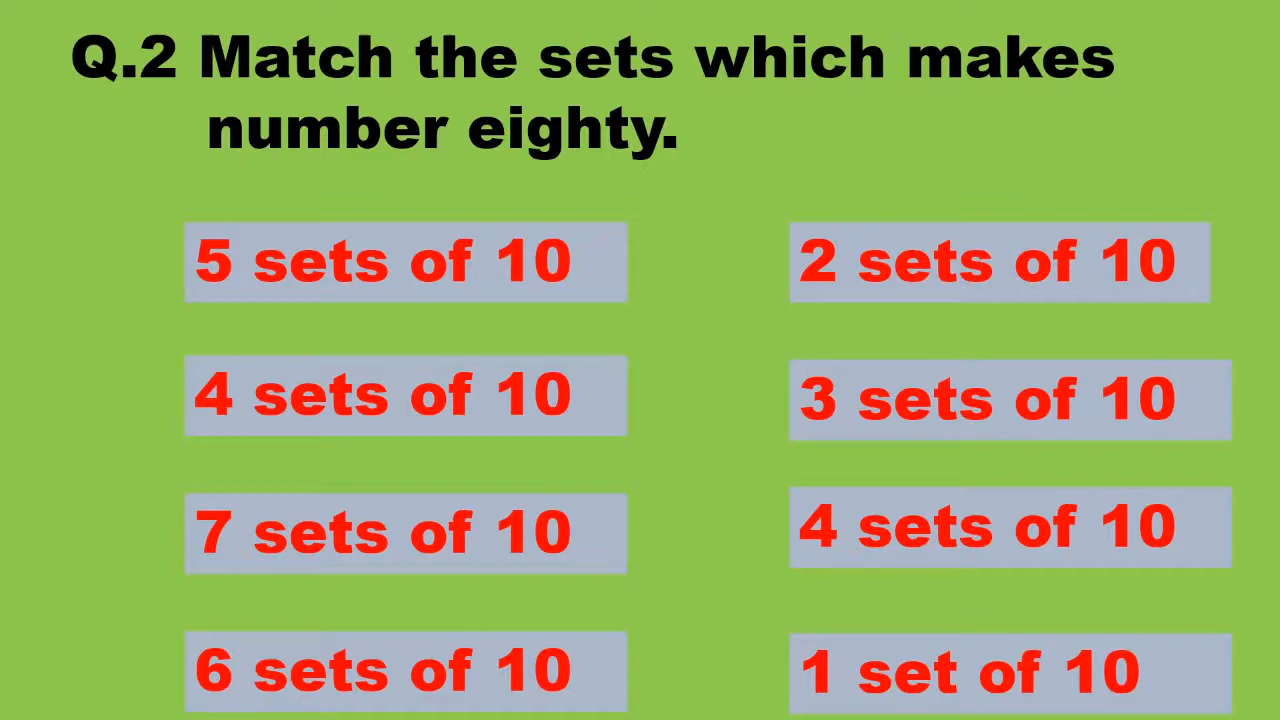 Q.2 Match the sets which makes
number eighty.
5 sets of 10
2 sets of 10
4 sets of 10
3 sets of 10
7 sets of 10
4 sets of 10
6 sets of 10
1 set of 10